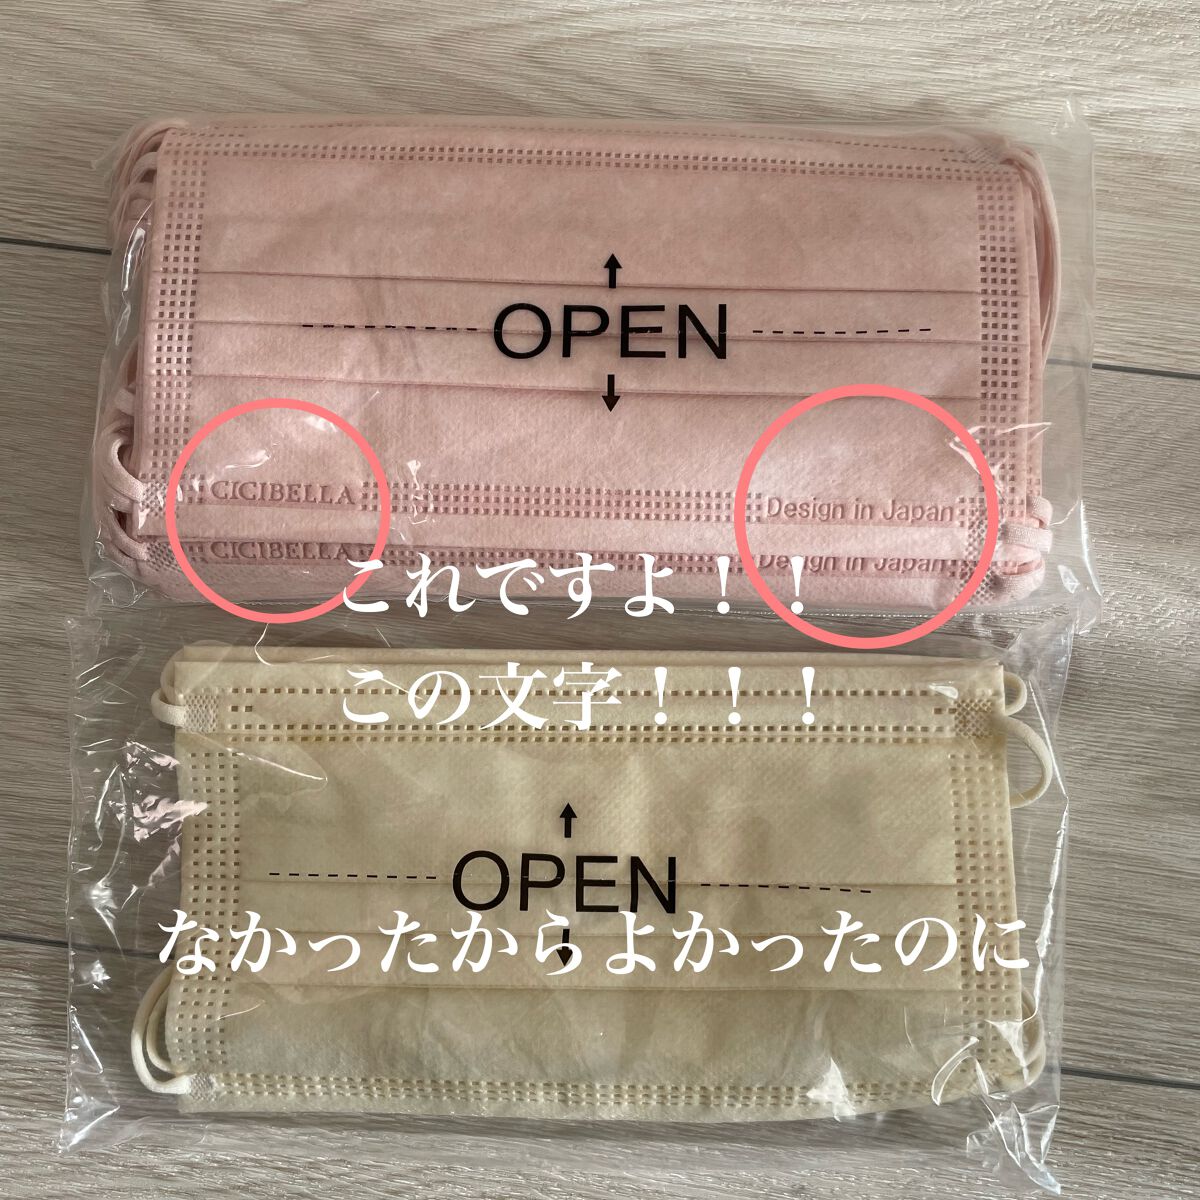 OPEN
CICIBELLA
Design in Japan
CICIBELLA
Design in Japan
これですよ！！
この文字！！！
OPEN
なかったからよかったのに